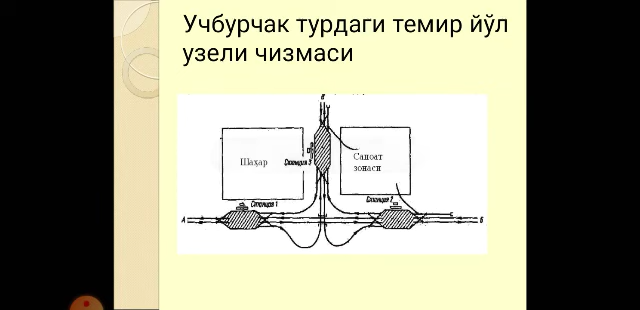 Учбурчак турдаги темир йўл
узели чизмаси
В
Шаҳар
Саноат
зонаси
Станция 3
Станция 1
Станция 2
А
Б